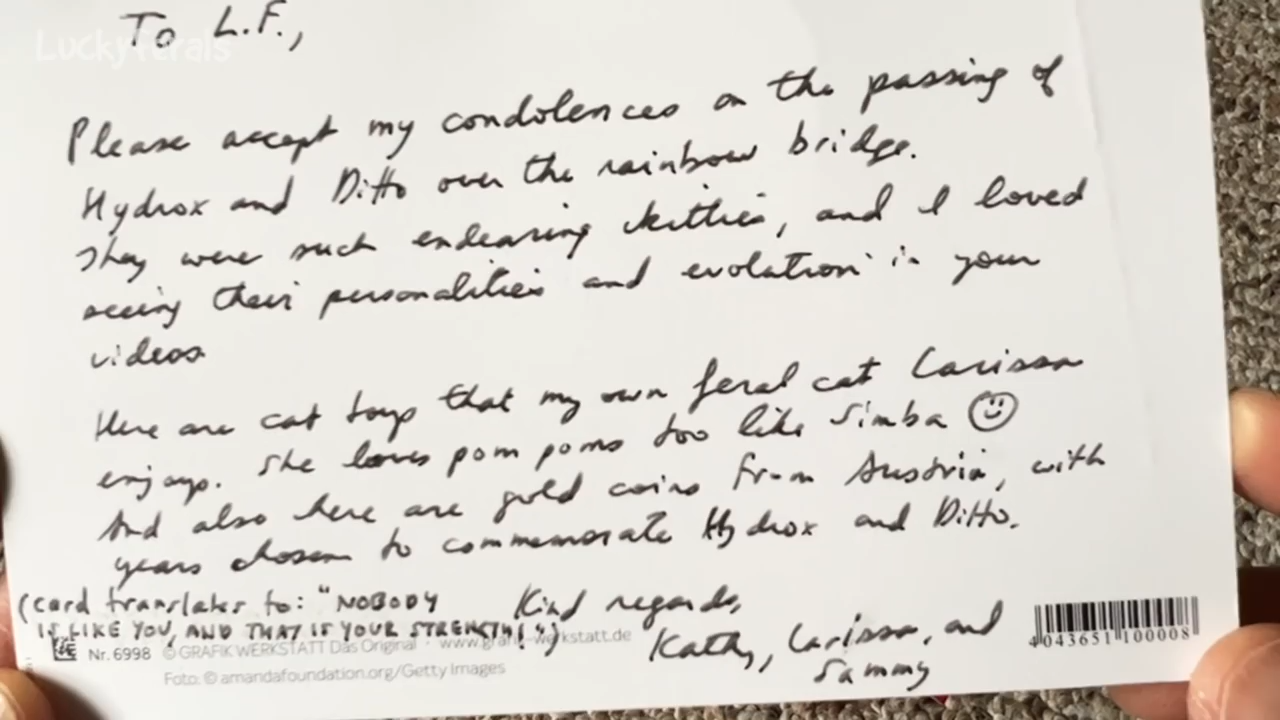 LuckyFerals
To L.F.,
Please accept my condolences on the passing of
Hydrox and Ditto over the rainbow bridge.
They were such endearing kitties, and I loved
seeing their personalities and evolution in your
videos.
Here are cat toys that my own feral cat Carissa
enjoys. She loves pom poms too like Simba ☺
And also here are gold coins from Austria, with
years chosen to commemorate Hydrox and Ditto.
(card translates to: "NOBODY
IS LIKE YOU, AND THAT IS YOUR STRENGTH!")
Kind regards,
Kathy, Carissa, and
Sammy
Nr. 6998 © GRAFIK WERKSTATT Das Original · www.grafik-werkstatt.de
Foto: © amandafoundation.org/Getty Images
4043651 100008